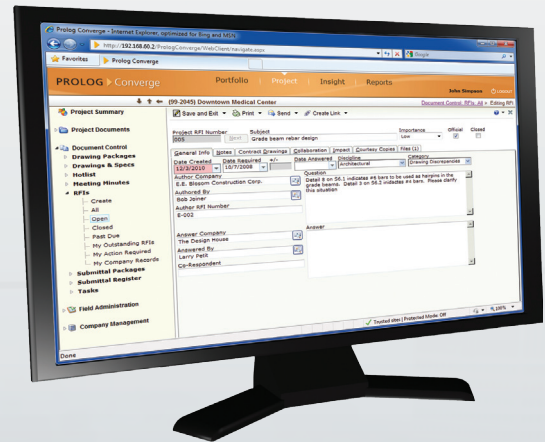 Prolog Converge - Internet Explorer, optimized for Bing and MSN
http://192.168.60.2/PrologConverge/WebClient/navigate.aspx
Google
Favorites Prolog Converge
PROLOG Converge
Portfolio Project Insight Reports
John Simpson LOGOUT
(99-2045) Downtown Medical Center
Document Control: RFIs: All > Editing RFI
Save and Exit Print Send Create Link
Project Summary
Project Documents
Document Control
Drawing Packages
Drawings & Specs
Hotlist
Meeting Minutes
RFIs
Create
All
Open
Closed
Past Due
My Outstanding RFIs
My Action Required
My Company Records
Submittal Packages
Submittal Register
Tasks
Field Administration
Company Management
Project RFI Number Subject Importance Official Closed
005 Next Grade beam rebar design Low
General Info Notes Contract Drawings Collaboration Impact Courtesy Copies Files (1)
Date Created Date Required +/- Date Answered Discipline Category
12/2/2010 10/7/2008 Architectural Drawing Discrepancies
Author Company
E.E. Blossom Construction Corp.
Authored By
Bob Joiner
Author RFI Number
E-002
Answer Company
The Design House
Answered By
Larry Petit
Co-Respondent
Question
Detail 8 on S6.1 indicates #6 bars to be used as hairpins in the
grade beams. Detail 3 on S6.2 indicates #3 bars. Please clarify
this situation
Answer
Done
Trusted sites | Protected Mode: Off
100%